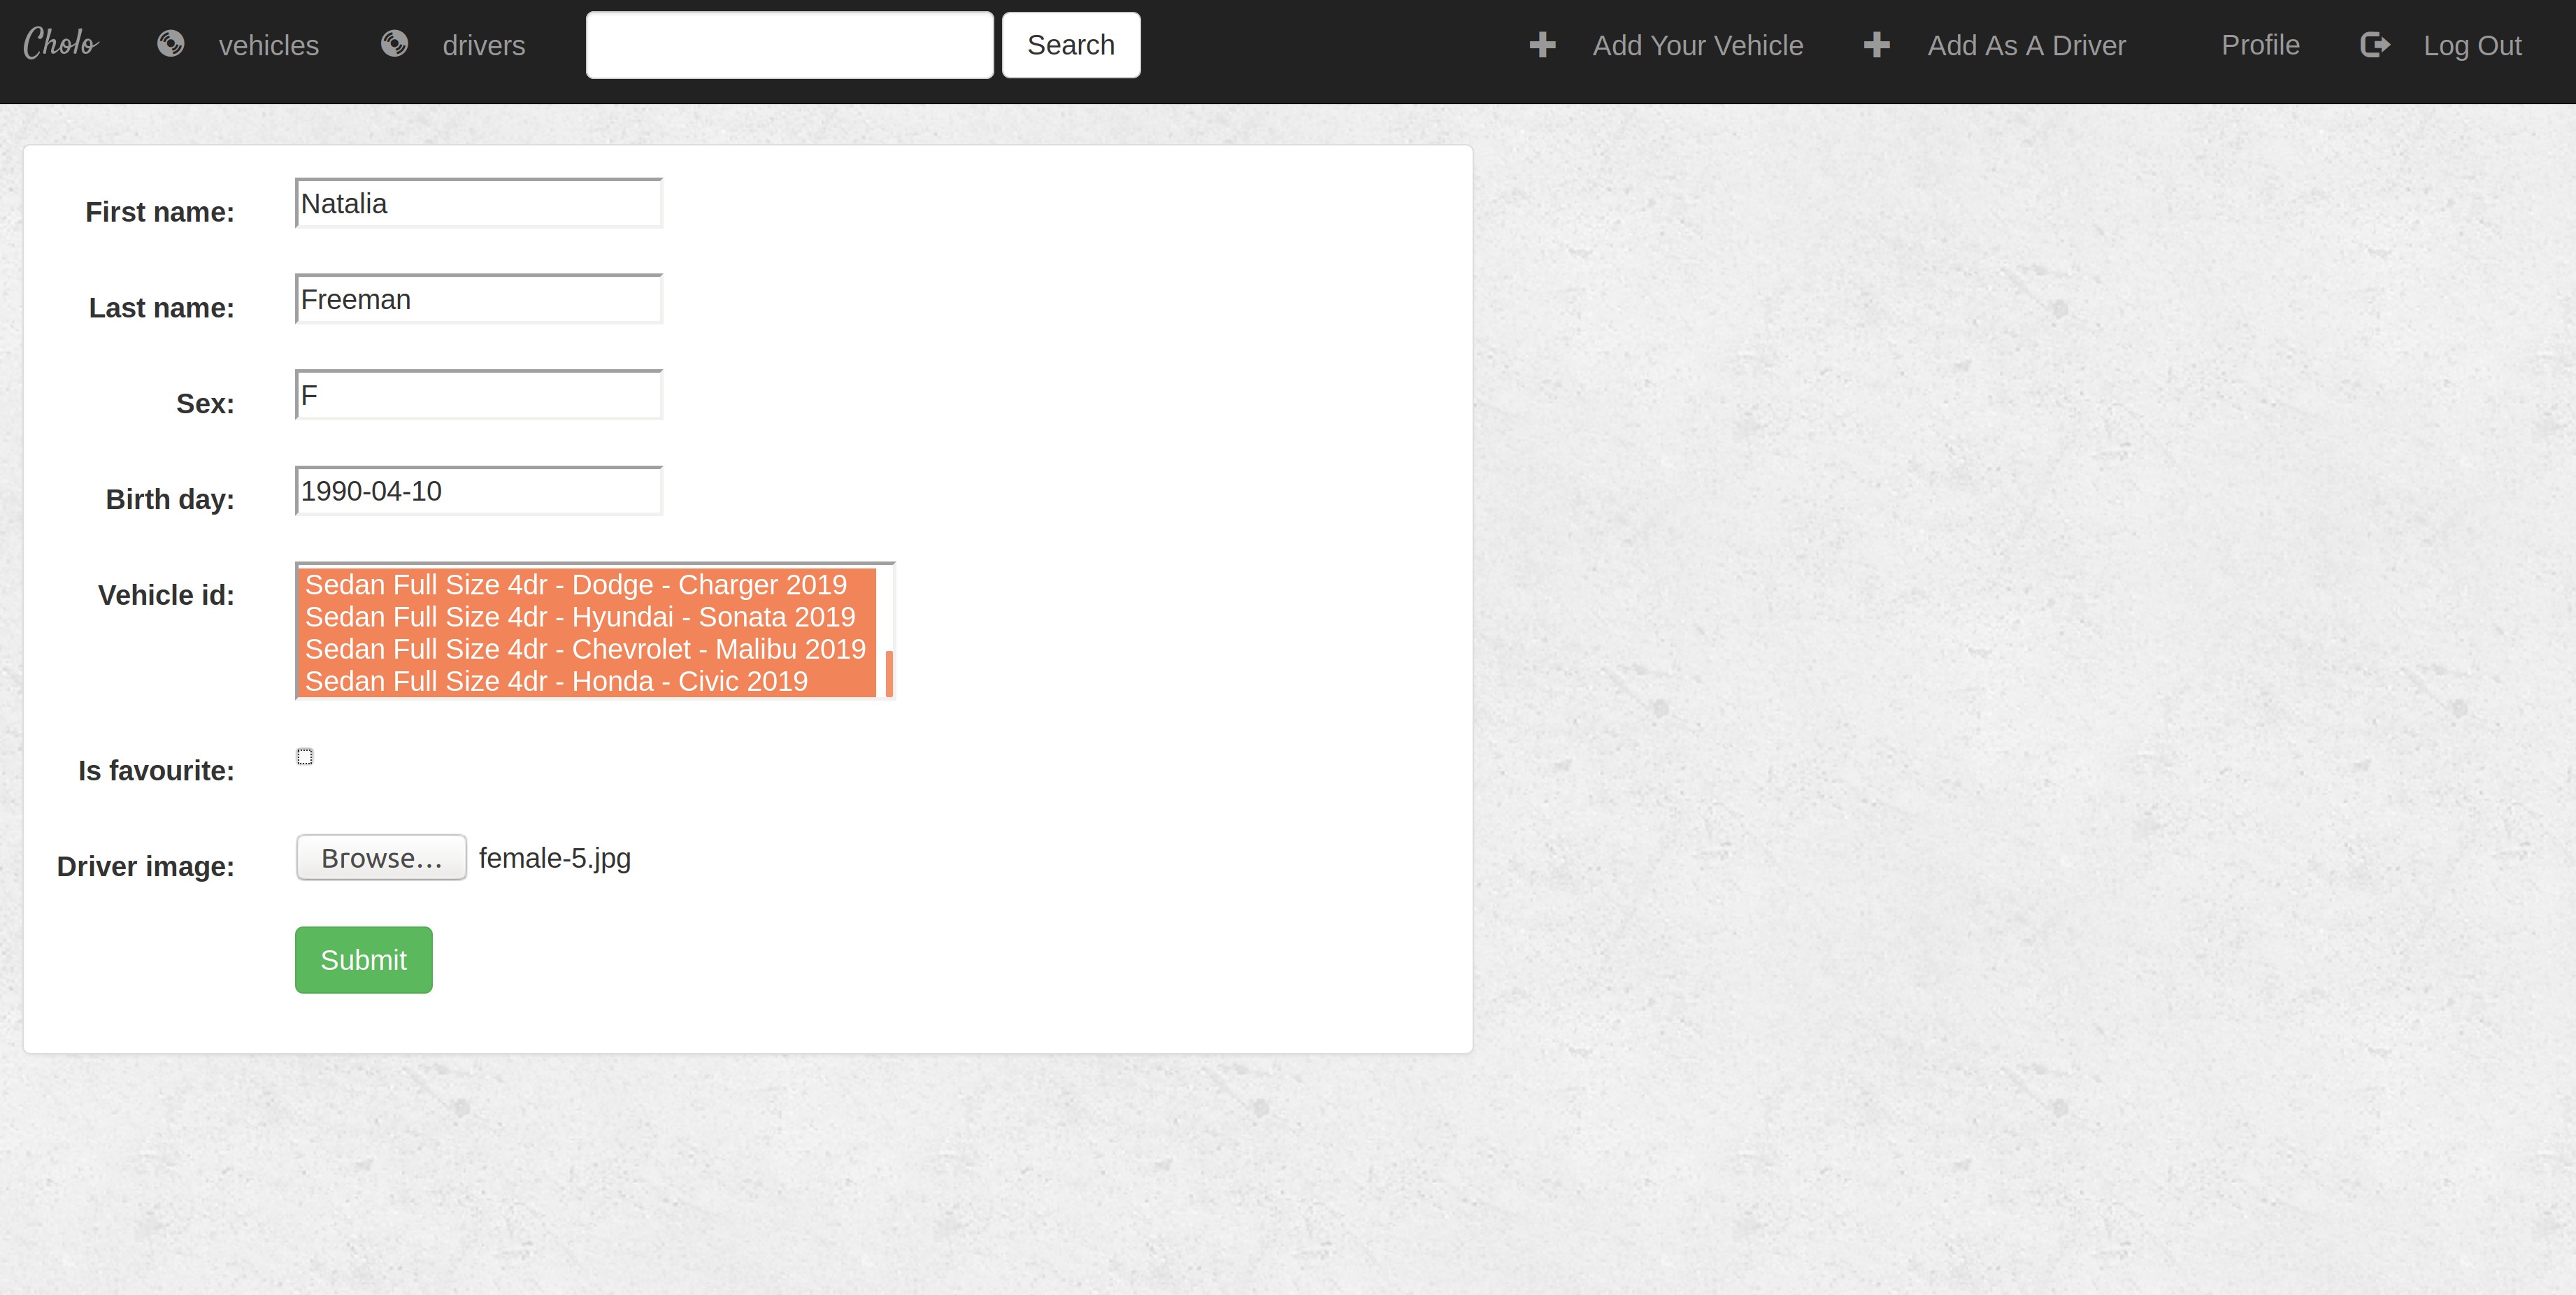 Cholo vehicles drivers Search Add Your Vehicle Add As A Driver Profile Log Out
First name: Natalia
Last name: Freeman
Sex: F
Birth day: 1990-04-10
Vehicle id: Sedan Full Size 4dr - Dodge - Charger 2019
Sedan Full Size 4dr - Hyundai - Sonata 2019
Sedan Full Size 4dr - Chevrolet - Malibu 2019
Sedan Full Size 4dr - Honda - Civic 2019
Is favourite:
Driver image: Browse... female-5.jpg
Submit